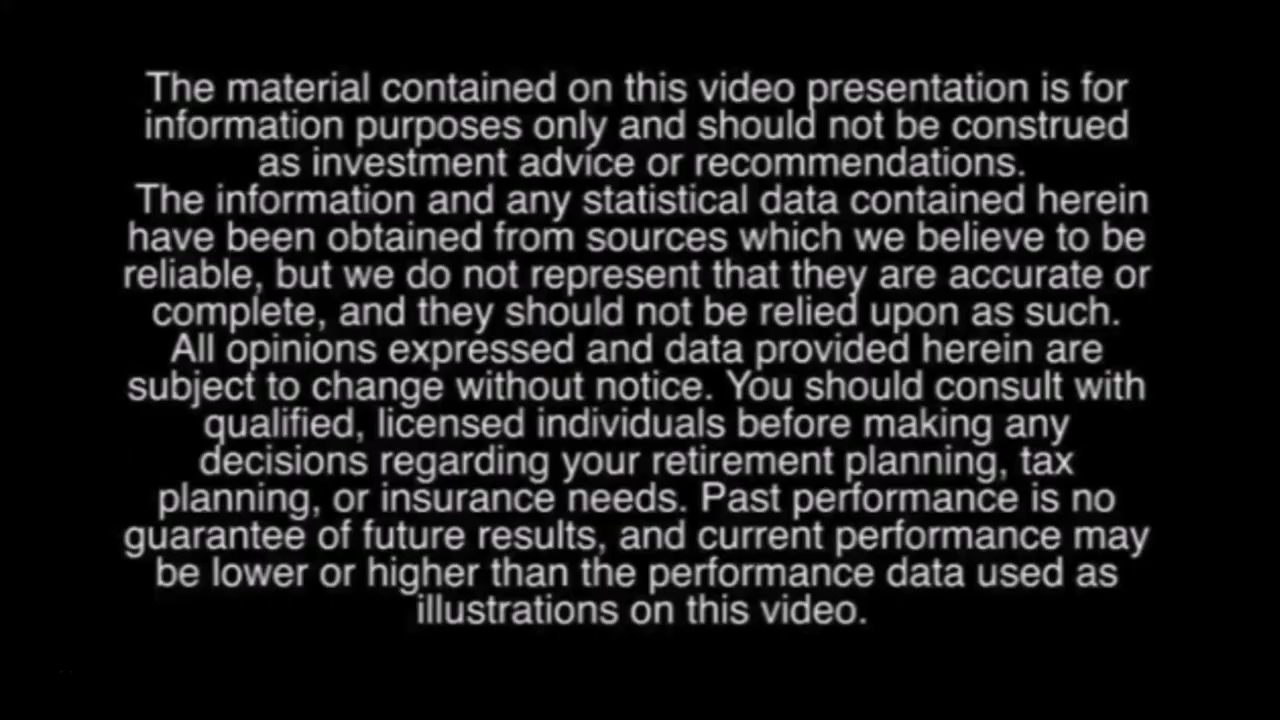 The material contained on this video presentation is for
information purposes only and should not be construed
as investment advice or recommendations.
The information and any statistical data contained herein
have been obtained from sources which we believe to be
reliable, but we do not represent that they are accurate or
complete, and they should not be relied upon as such.
All opinions expressed and data provided herein are
subject to change without notice. You should consult with
qualified, licensed individuals before making any
decisions regarding your retirement planning, tax
planning, or insurance needs. Past performance is no
guarantee of future results, and current performance may
be lower or higher than the performance data used as
illustrations on this video.